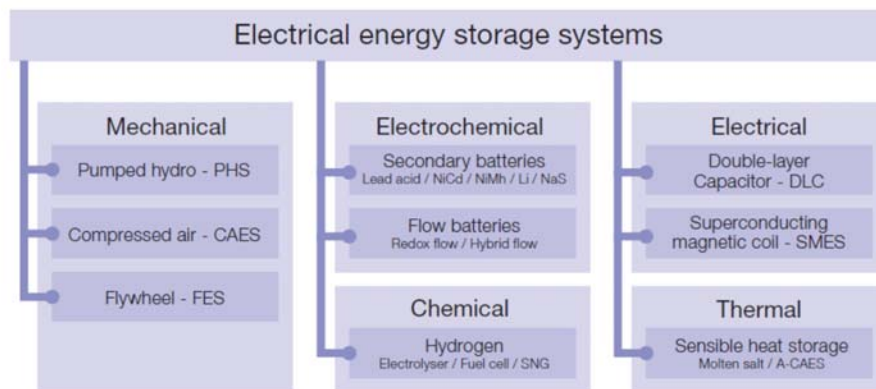 Electrical energy storage systems
Mechanical
Pumped hydro - PHS
Compressed air - CAES
Flywheel - FES
Electrochemical
Secondary batteries
Lead acid / NiCd / NiMh / Li / NaS
Flow batteries
Redox flow / Hybrid flow
Chemical
Hydrogen
Electrolyser / Fuel cell / SNG
Electrical
Double-layer
Capacitor - DLC
Superconducting
magnetic coil - SMES
Thermal
Sensible heat storage
Molten salt / A-CAES